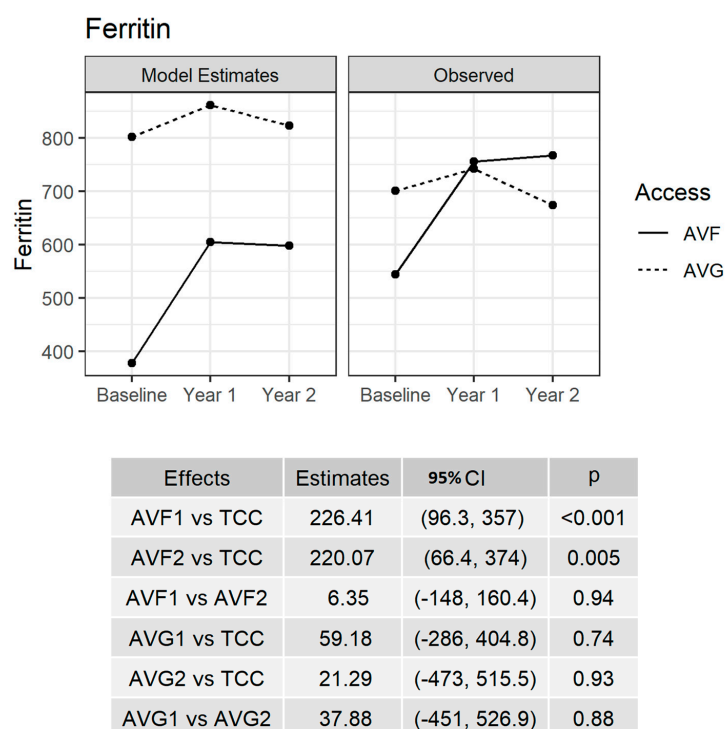 Ferritin
Model Estimates
Observed
Ferritin
800
700
600
500
400
Baseline Year 1 Year 2
Baseline Year 1 Year 2
Access
AVF
AVG
Effects Estimates 95% CI p
AVF1 vs TCC 226.41 (96.3, 357) <0.001
AVF2 vs TCC 220.07 (66.4, 374) 0.005
AVF1 vs AVF2 6.35 (-148, 160.4) 0.94
AVG1 vs TCC 59.18 (-286, 404.8) 0.74
AVG2 vs TCC 21.29 (-473, 515.5) 0.93
AVG1 vs AVG2 37.88 (-451, 526.9) 0.88